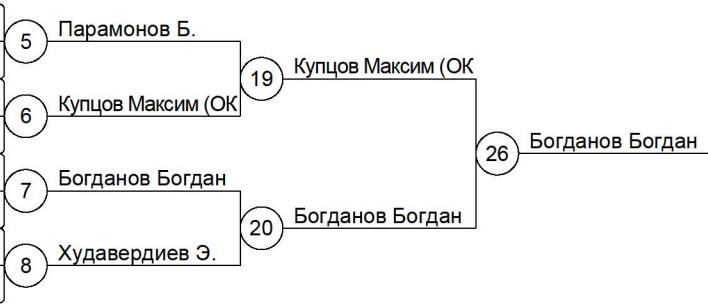 5
Парамонов Б.
19
Купцов Максим (ОК
6
Купцов Максим (ОК
26
Богданов Богдан
7
Богданов Богдан
20
Богданов Богдан
8
Худавердиев Э.